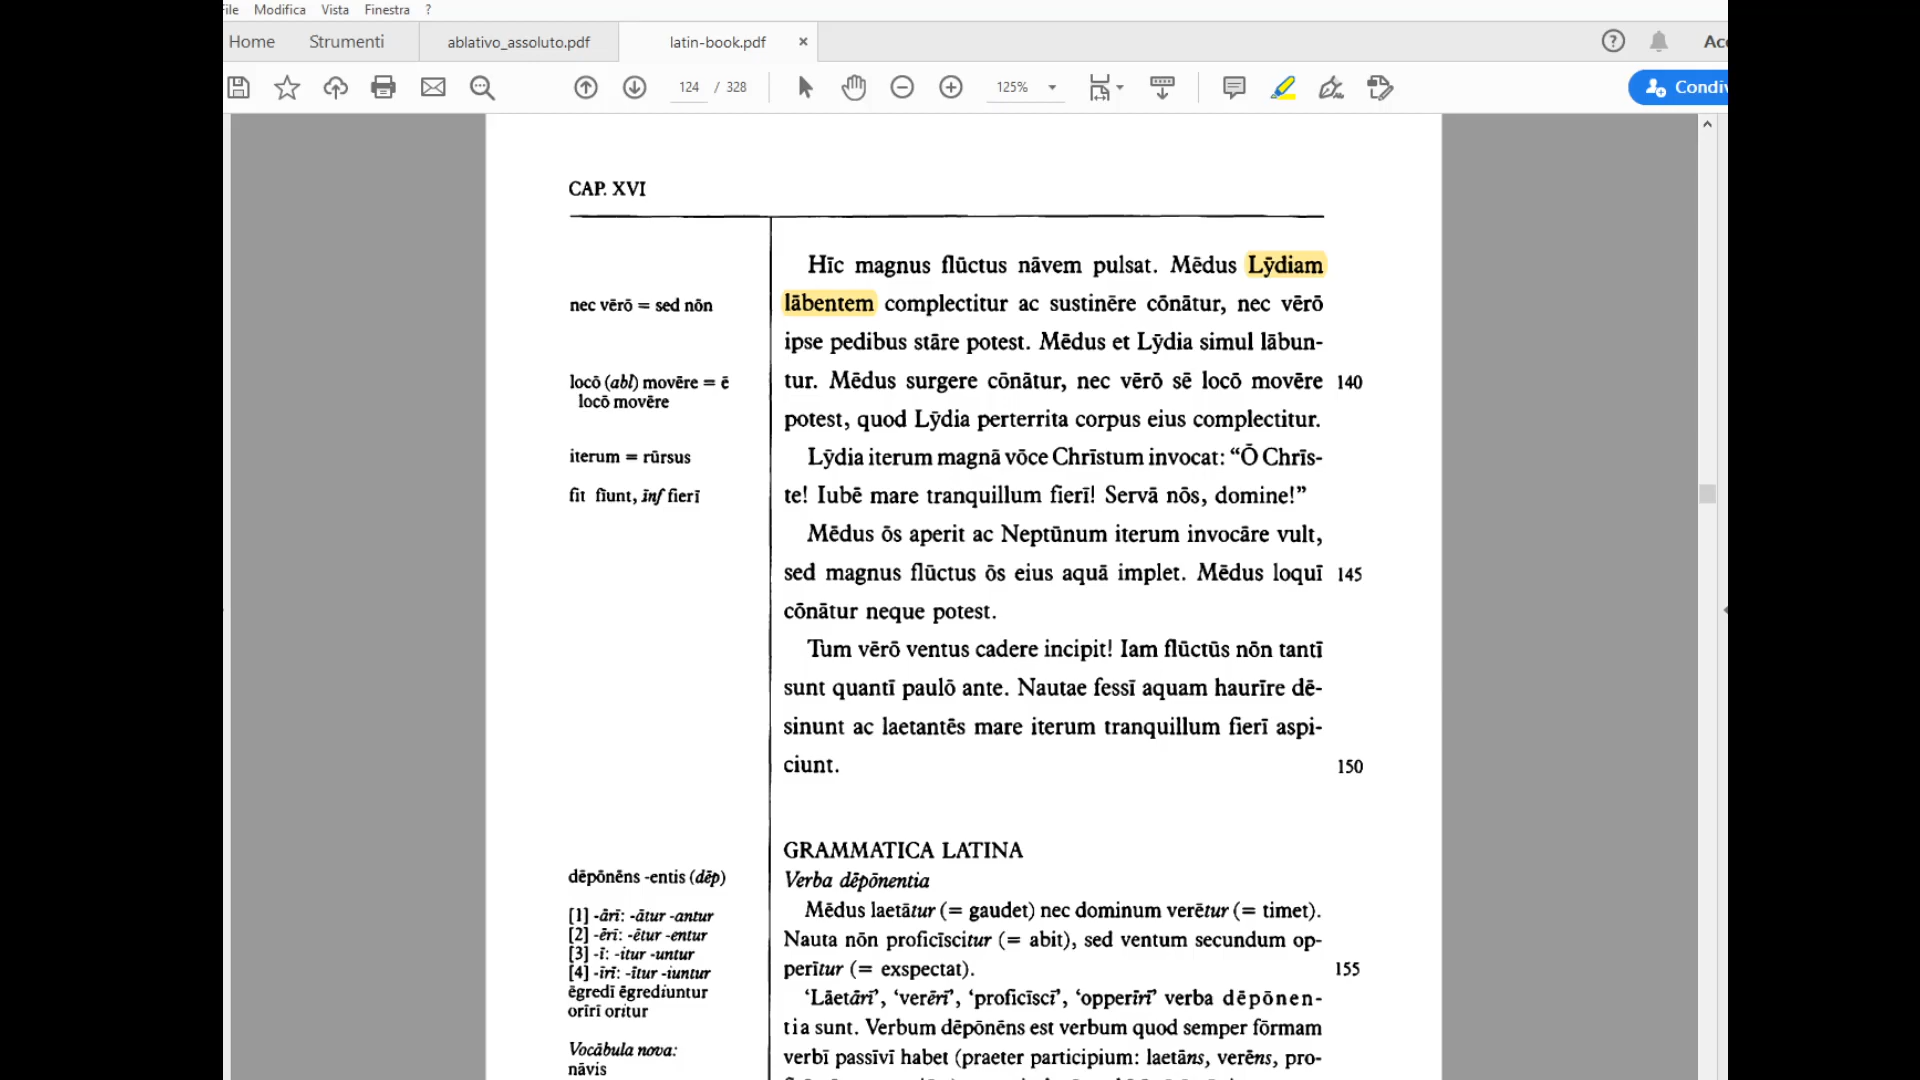 File Modifica Vista Finestra ?
Home Strumenti ablativo_assoluto.pdf latin-book.pdf ×
124 / 328 125%
CAP. XVI
Hīc magnus flūctus nāvem pulsat. Mēdus Lȳdiam
nec vērō = sed nōn
lābentem complectitur ac sustinēre cōnātur, nec vērō
ipse pedibus stāre potest. Mēdus et Lȳdia simul lābun-
locō (abl) movēre = ē
locō movēre
tur. Mēdus surgere cōnātur, nec vērō sē locō movēre 140
potest, quod Lȳdia perterrita corpus eius complectitur.
iterum = rūrsus
Lȳdia iterum magnā vōce Chrīstum invocat: “Ō Chrīs-
fit fīunt, īnf fierī
te! Iubē mare tranquillum fierī! Servā nōs, domine!”
Mēdus ōs aperit ac Neptūnum iterum invocāre vult,
sed magnus flūctus ōs eius aquā implet. Mēdus loquī 145
cōnātur neque potest.
Tum vērō ventus cadere incipit! Iam flūctūs nōn tantī
sunt quantī paulō ante. Nautae fessī aquam haurīre dē-
sinunt ac laetantēs mare iterum tranquillum fierī aspi-
ciunt. 150
GRAMMATICA LATINA
dēpōnēns -entis (dēp)
Verba dēpōnentia
[1] -ārī: -ātur -antur
[2] -ērī: -ētur -entur
[3] -ī: -itur -untur
[4] -īrī: -ītur -iuntur
ēgredī ēgrediuntur
orīrī oritur
Vocābula nova:
nāvis
Mēdus laetātur (= gaudet) nec dominum verētur (= timet).
Nauta nōn proficīscitur (= abit), sed ventum secundum op-
perītur (= exspectat). 155
‘Lāetārī’, ‘verērī’, ‘proficīscī’, ‘opperīrī’ verba dēpōnen-
tia sunt. Verbum dēpōnēns est verbum quod semper fōrmam
verbī passīvī habet (praeter participium: laetāns, verēns, pro-